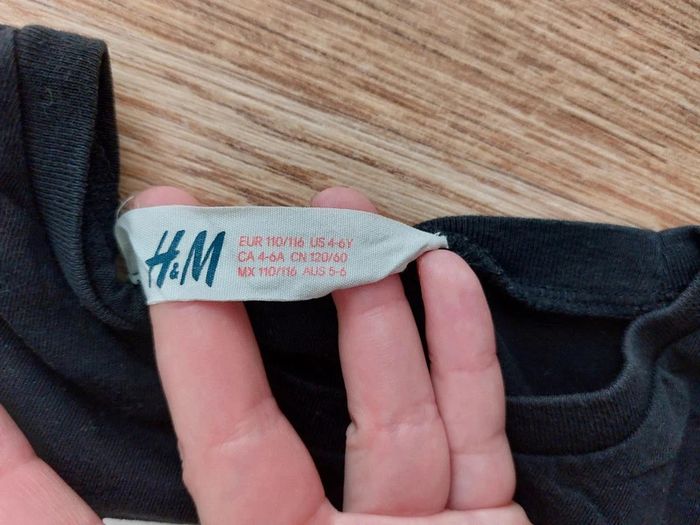 H&M
EUR 110/116 US 4-6Y
CA 4-6A CN 120/60
MX 110/116 AUS 5-6